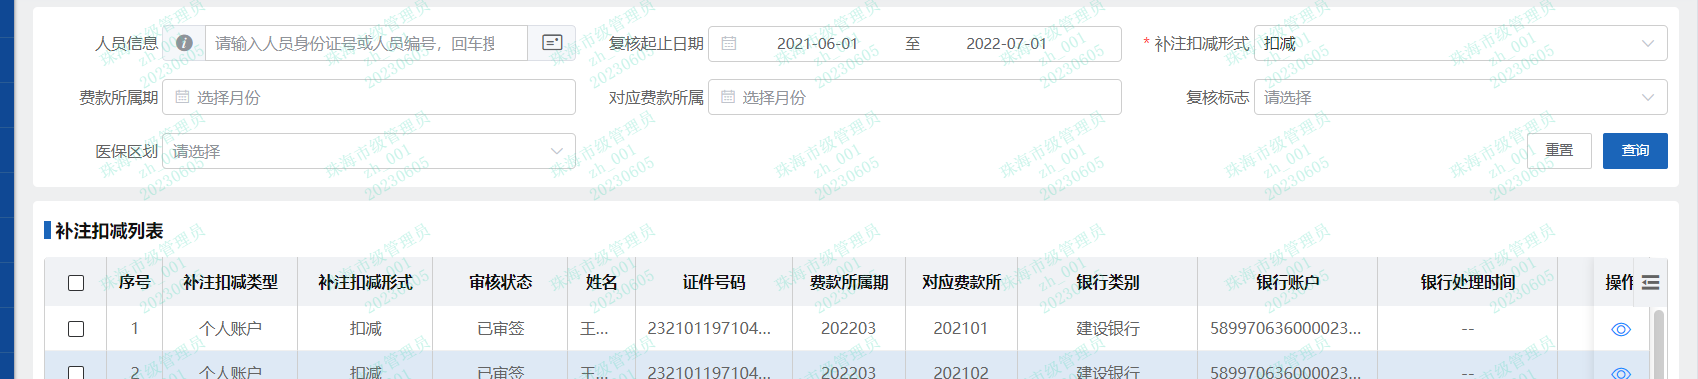 人员信息 请输入人员身份证号或人员编号，回车搜 复核起止日期 2021-06-01 至 2022-07-01 * 补注扣减形式 扣减
费款所属期 选择月份 对应费款所属 选择月份 复核标志 请选择
医保区划 请选择 重置 查询
补注扣减列表
序号 补注扣减类型 补注扣减形式 审核状态 姓名 证件号码 费款所属期 对应费款所 银行类别 银行账户 银行处理时间 操作
1 个人账户 扣减 已审签 王... 232101197104... 202203 202101 建设银行 589970636000023... --
2 个人账户 扣减 已审签 王... 232101197104... 202203 202102 建设银行 589970636000023... --
珠海市级管理员
zh_001
20230605